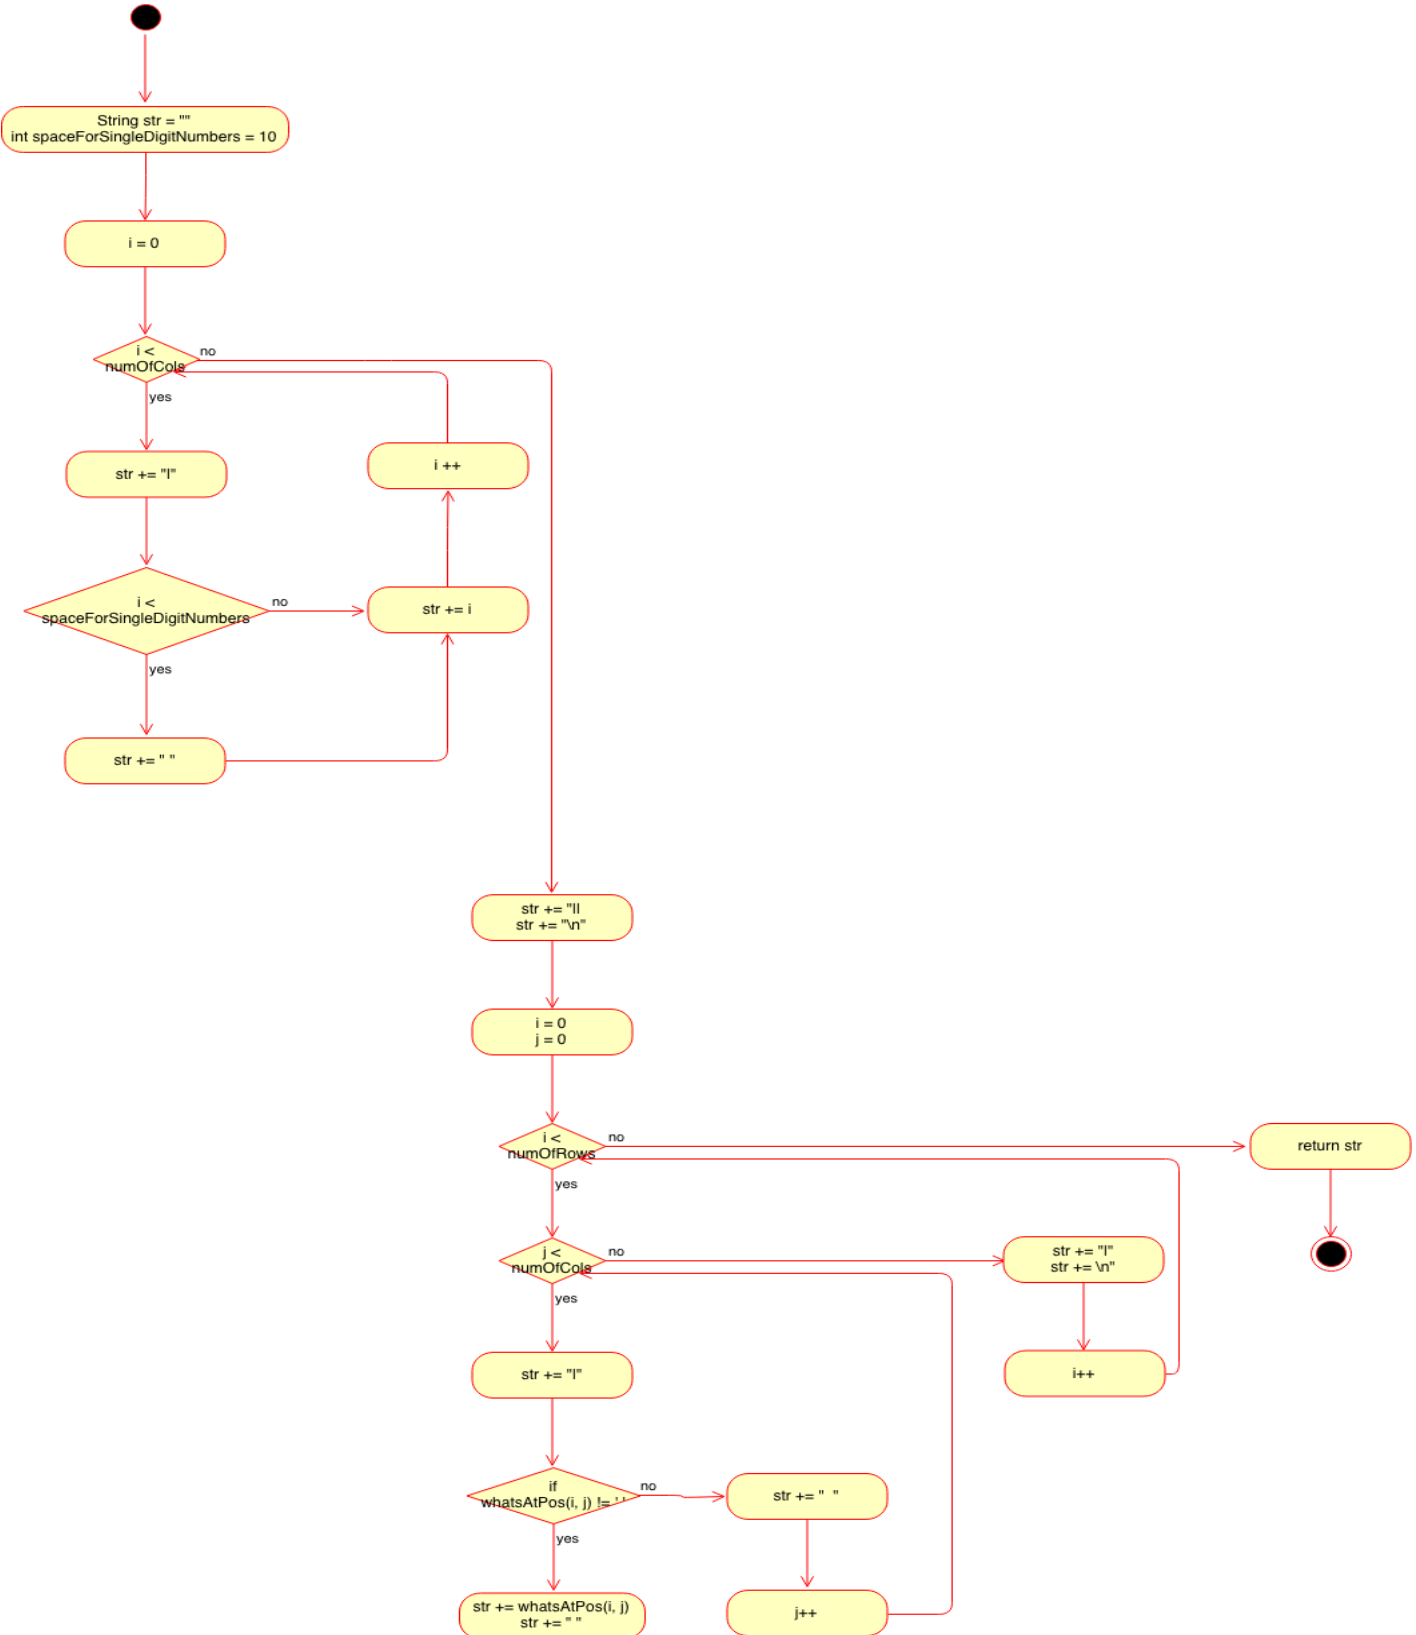 String str = ""
int spaceForSingleDigitNumbers = 10
i = 0
i <
numOfCols
no
yes
str += "|"
i ++
i <
spaceForSingleDigitNumbers
no
str += i
yes
str += " "
str += "||
str += "\n"
i = 0
j = 0
i <
numOfRows
no
return str
yes
j <
numOfCols
no
str += "|"
str += \n"
yes
str += "|"
i++
if
whatsAtPos(i, j) != ' '
no
str += "  "
yes
str += whatsAtPos(i, j)
str += " "
j++